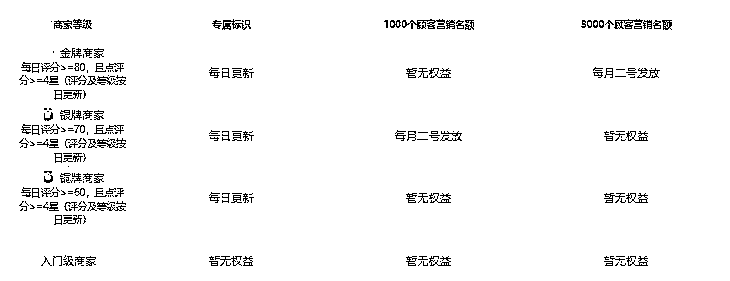 商家等级 专属标识 1000个顾客营销名额 3000个顾客营销名额
金牌商家
每日评分>=80，且点评
分>=4星（评分及等级按
日更新）
每日更新 暂无权益 每月二号发放
银牌商家
每日评分>=70，且点评
分>=4星（评分及等级按
日更新）
每日更新 每月二号发放 暂无权益
铜牌商家
每日评分>=60，且点评
分>=4星（评分及等级按
日更新）
每日更新 暂无权益 暂无权益
入门级商家 暂无权益 暂无权益 暂无权益